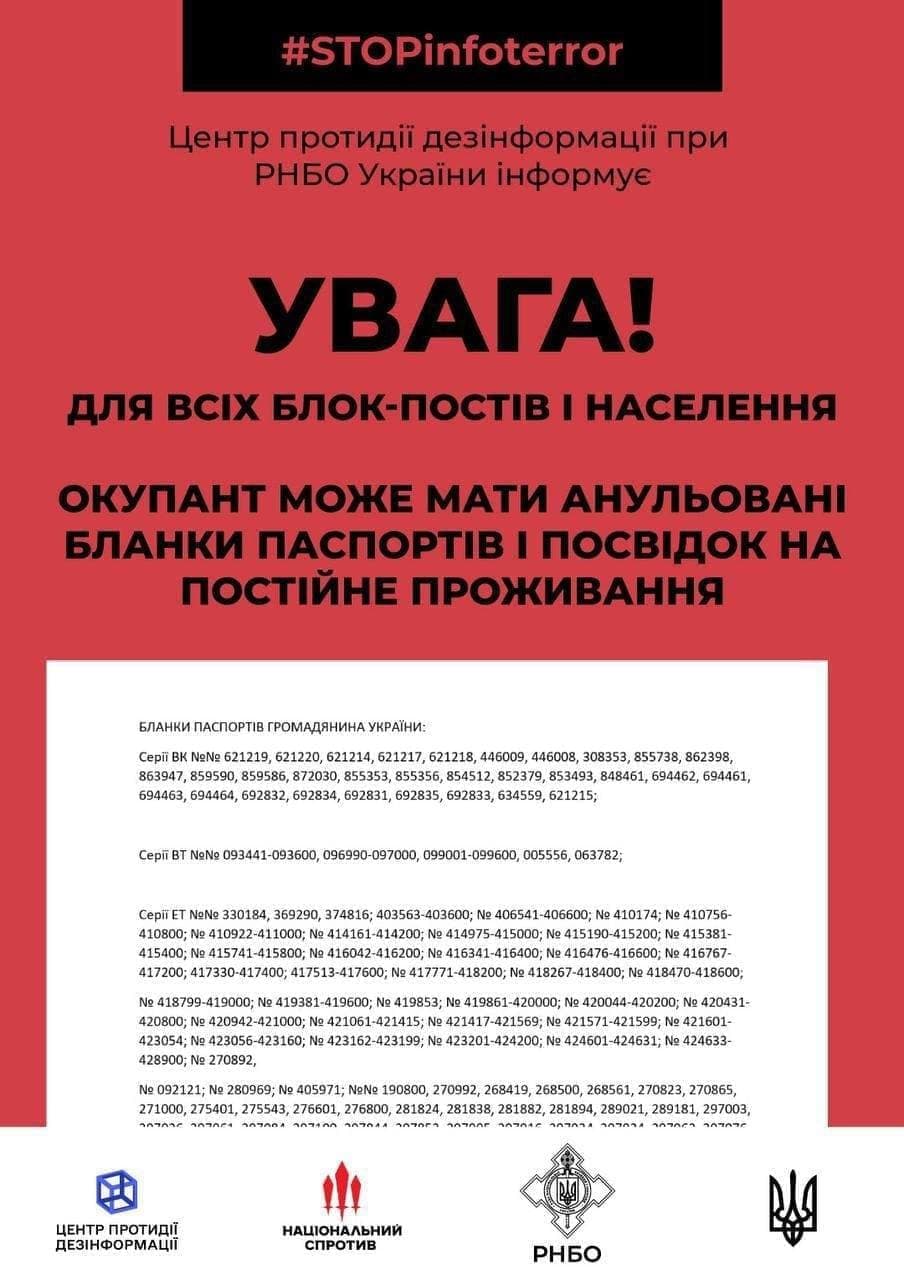 #STOPinfoterror
Центр протидії дезінформації при
РНБО України інформує
УВАГА!
ДЛЯ ВСІХ БЛОК-ПОСТІВ І НАСЕЛЕННЯ
ОКУПАНТ МОЖЕ МАТИ АНУЛЬОВАНІ
БЛАНКИ ПАСПОРТІВ І ПОСВІДОК НА
ПОСТІЙНЕ ПРОЖИВАННЯ
БЛАНКИ ПАСПОРТІВ ГРОМАДЯНИНА УКРАЇНИ:
Серії ВК №№ 621219, 621220, 621214, 621217, 621218, 446009, 446008, 308353, 855738, 862398,
863947, 859590, 859586, 872030, 855353, 855356, 854512, 852379, 853493, 848461, 694462, 694461,
694463, 694464, 692832, 692834, 692831, 692835, 692833, 634559, 621215;
Серії ВТ №№ 093441-093600, 096990-097000, 099001-099600, 005556, 063782;
Серії ЕТ №№ 330184, 369290, 374816; 403563-403600; № 406541-406600; № 410174; № 410756-
410800; № 410922-411000; № 414161-414200; № 414975-415000; № 415190-415200; № 415381-
415400; № 415741-415800; № 416042-416200; № 416341-416400; № 416476-416600; № 416767-
417200; 417330-417400; 417513-417600; № 417771-418200; № 418267-418400; № 418470-418600;
№ 418799-419000; № 419381-419600; № 419853; № 419861-420000; № 420044-420200; № 420431-
420800; № 420942-421000; № 421061-421415; № 421417-421569; № 421571-421599; № 421601-
423054; № 423056-423160; № 423162-423199; № 423201-424200; № 424601-424631; № 424633-
428900; № 270892,
№ 092121; № 280969; № 405971; №№ 190800, 270992, 268419, 268500, 268561, 270823, 270865,
271000, 275401, 275543, 276601, 276800, 281824, 281838, 281882, 281894, 289021, 289181, 297003,
ЦЕНТР ПРОТИДІЇ
ДЕЗІНФОРМАЦІЇ
НАЦІОНАЛЬНИЙ
СПРОТИВ
РНБО